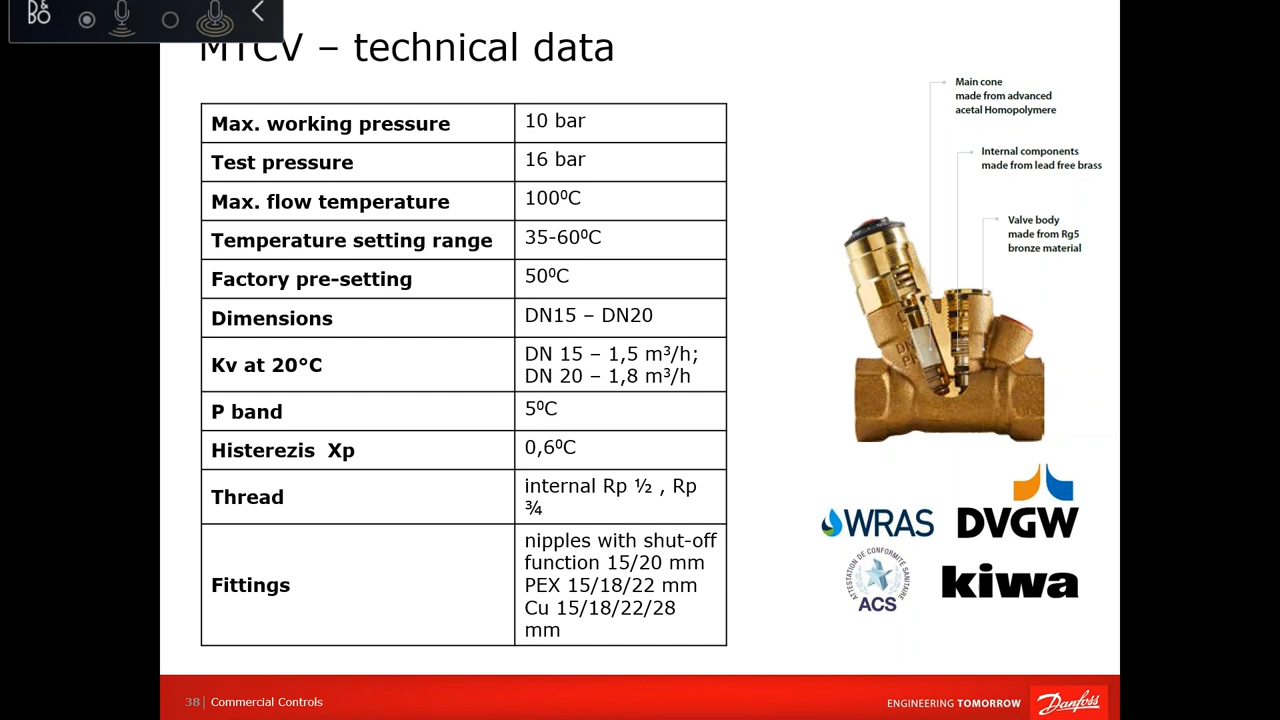 MTCV – technical data
Max. working pressure 10 bar
Test pressure 16 bar
Max. flow temperature 100⁰C
Temperature setting range 35-60⁰C
Factory pre-setting 50⁰C
Dimensions DN15 – DN20
Kv at 20°C DN 15 – 1,5 m³/h;
DN 20 – 1,8 m³/h
P band 5⁰C
Histerezis Xp 0,6⁰C
Thread internal Rp ½ , Rp
¾
Fittings nipples with shut-off
function 15/20 mm
PEX 15/18/22 mm
Cu 15/18/22/28
mm
Main cone
made from advanced
acetal Homopolymere
Internal components
made from lead free brass
Valve body
made from Rg5
bronze material
WRAS
DVGW
ATTESTATION DE CONFORMITÉ SANITAIRE
ACS
kiwa
38| Commercial Controls
ENGINEERING TOMORROW
Danfoss